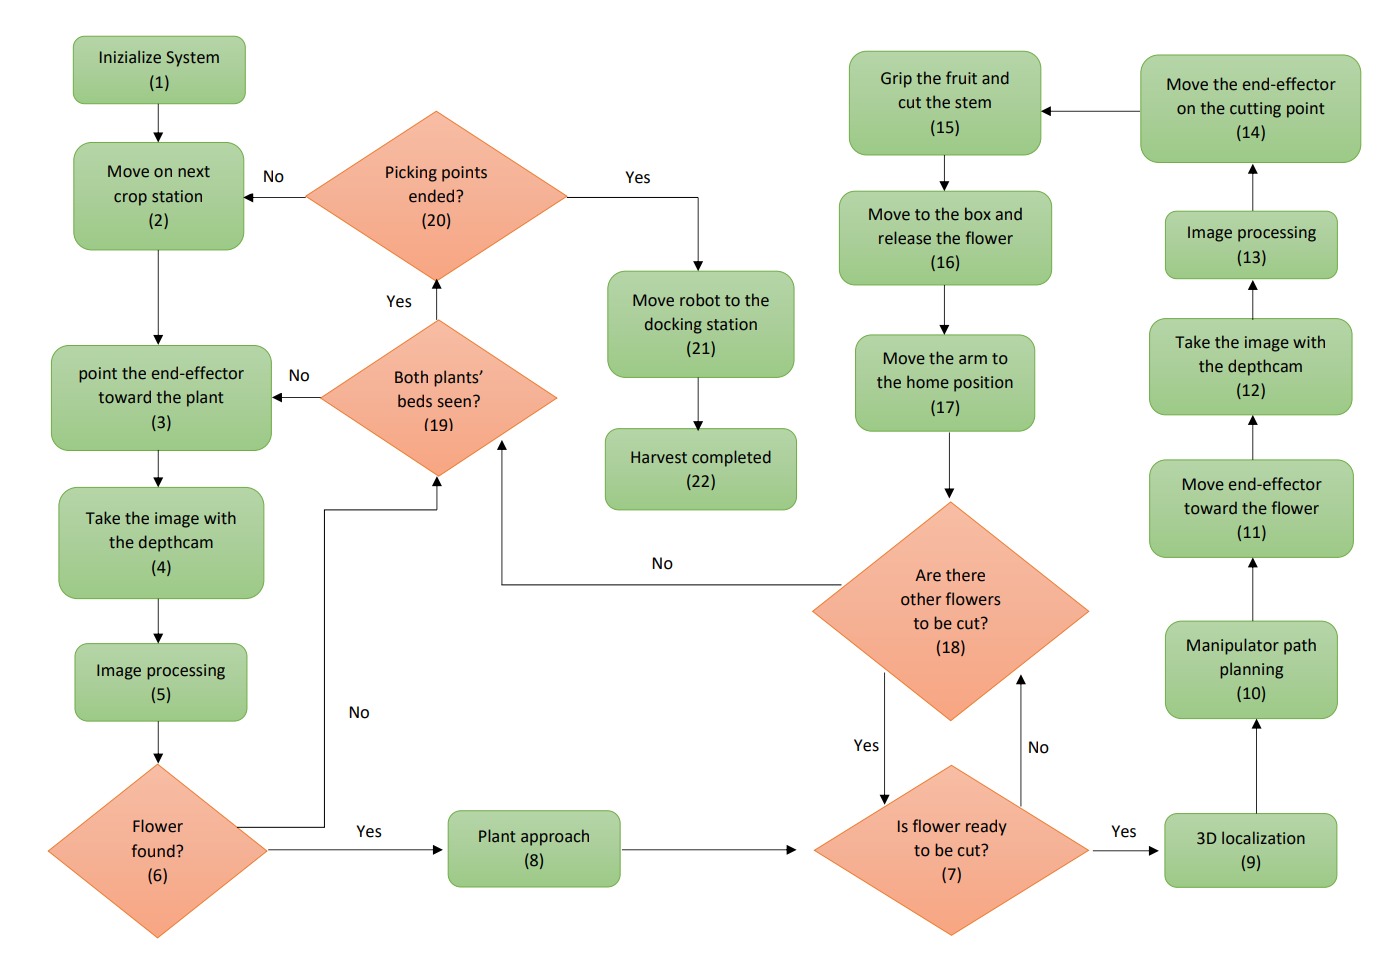 Inizialize System
(1)
Move on next
crop station
(2)
point the end-effector
toward the plant
(3)
Take the image with
the depthcam
(4)
Image processing
(5)
Flower
found?
(6)
No
Yes
Plant approach
(8)
Is flower ready
to be cut?
(7)
Yes
No
Yes
3D localization
(9)
Manipulator path
planning
(10)
Move end-effector
toward the flower
(11)
Take the image with
the depthcam
(12)
Image processing
(13)
Move the end-effector
on the cutting point
(14)
Grip the fruit and
cut the stem
(15)
Move to the box and
release the flower
(16)
Move the arm to
the home position
(17)
Are there
other flowers
to be cut?
(18)
No
Both plants’
beds seen?
(19)
No
Yes
Picking points
ended?
(20)
No
Yes
Move robot to the
docking station
(21)
Harvest completed
(22)